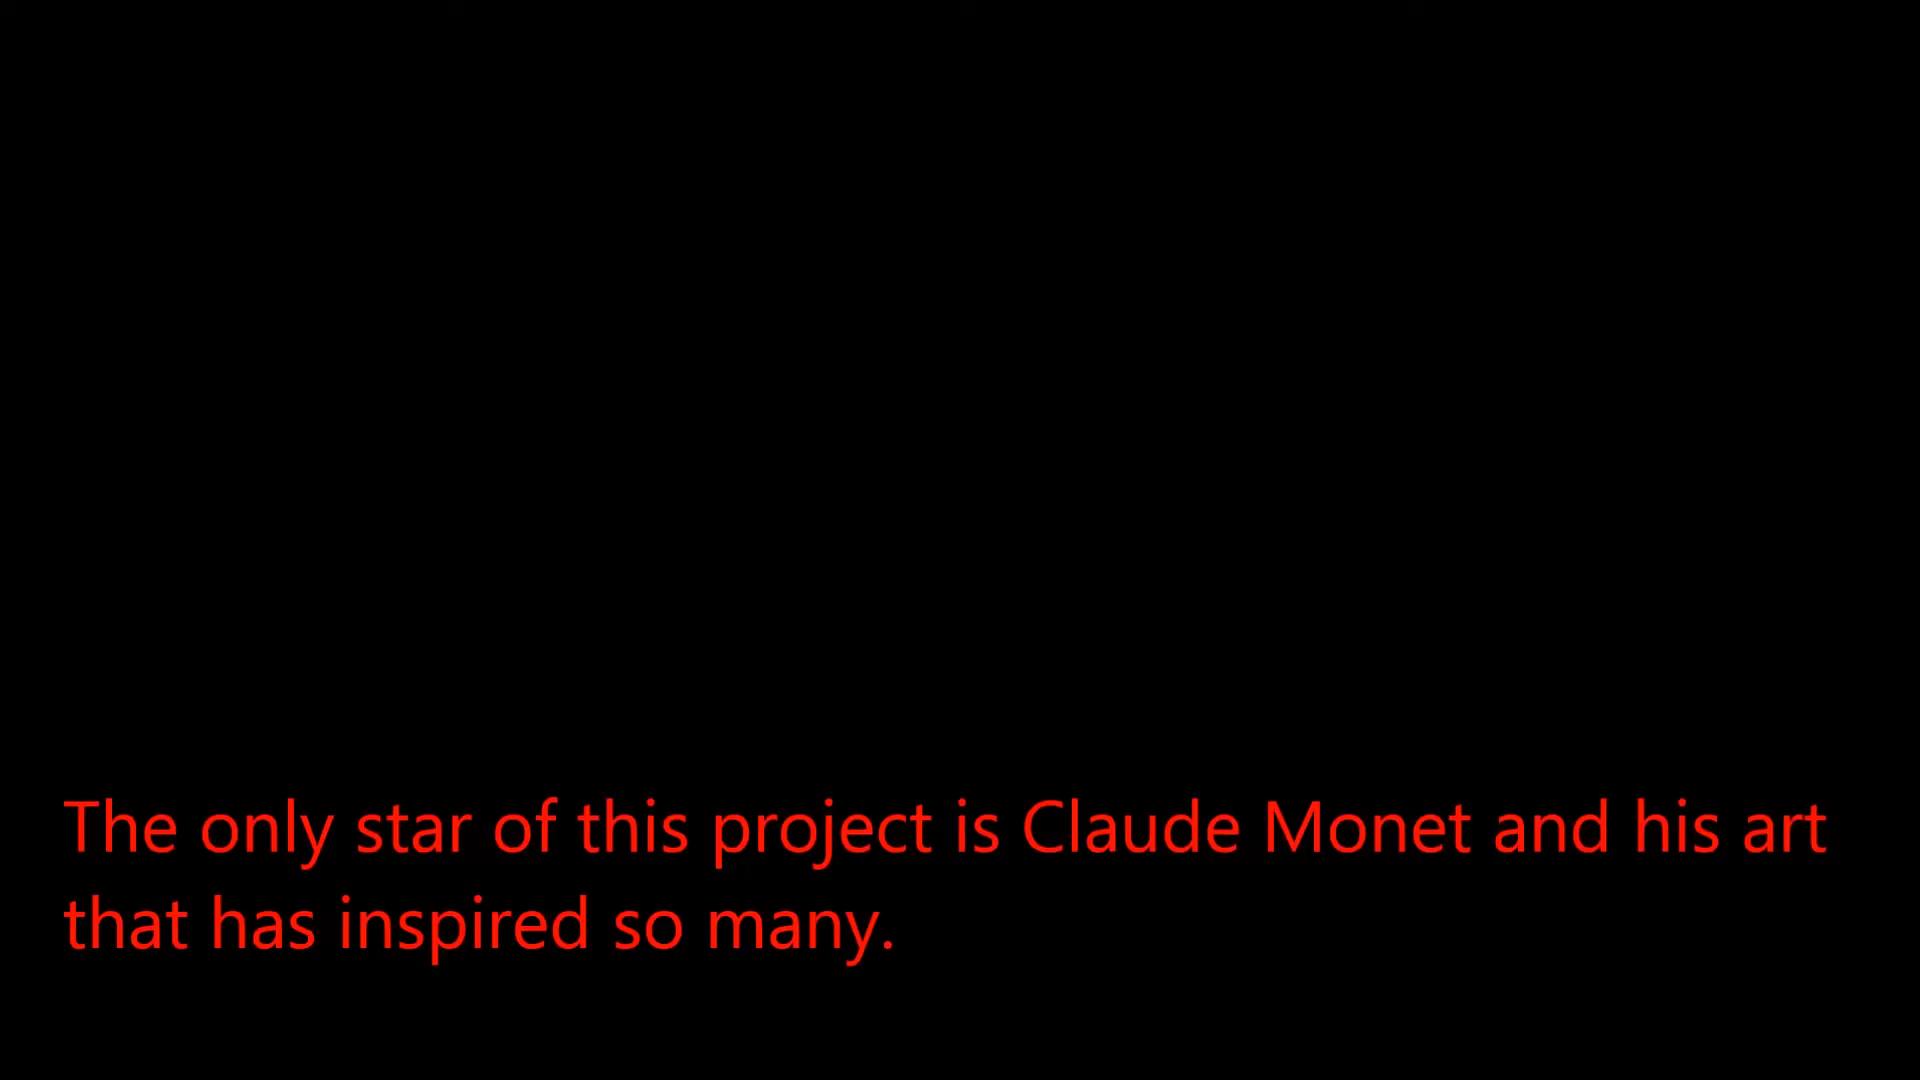 The only star of this project is Claude Monet and his art
that has inspired so many.